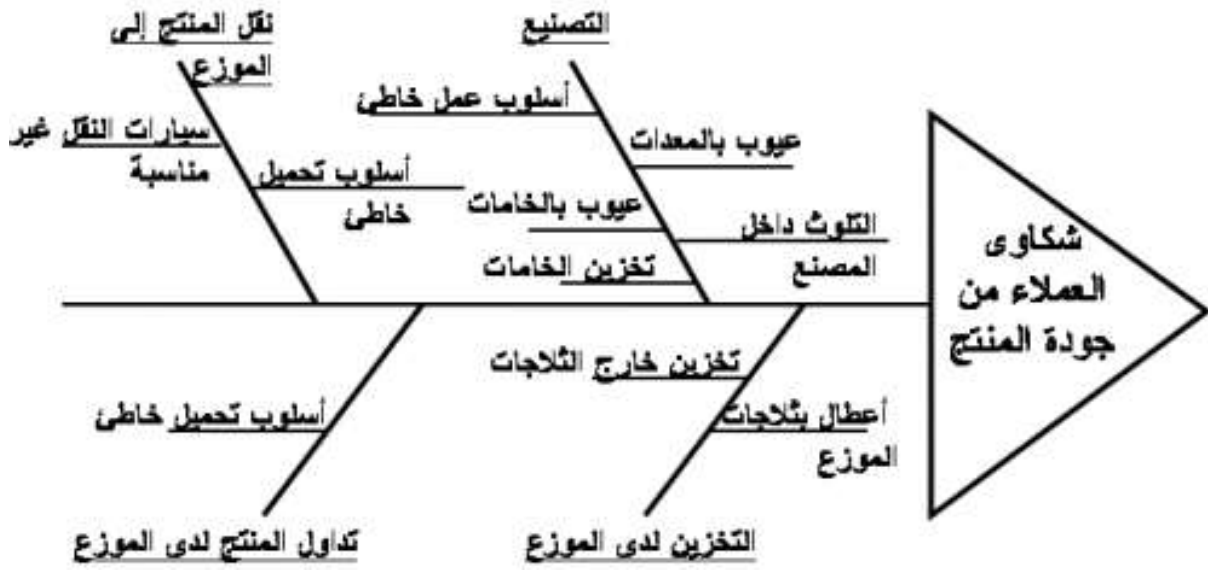 التصنيع
نقل المنتج إلى
الموزع
أسلوب عمل خاطئ
سيارات النقل غير
مناسبة
عيوب بالمعدات
أسلوب تحميل
خاطئ
عيوب بالخامات
التلوث داخل
المصنع
تخزين الخامات
شكاوى
العملاء من
جودة المنتج
تخزين خارج الثلاجات
أعطال بثلاجات
الموزع
أسلوب تحميل خاطئ
التخزين لدى الموزع
تداول المنتج لدى الموزع